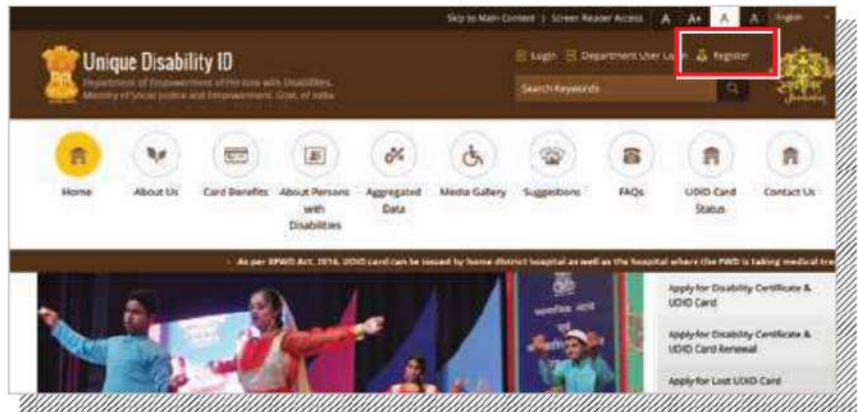 Skip to Main Content | Screen Reader Access A A+ A A English
Unique Disability ID
Department of Empowerment of Persons with Disabilities,
Ministry of Social Justice and Empowerment, Govt. of India
Login Department User Login Register
Search Keywords
Home
About Us
Card Benefits
About Persons with Disabilities
Aggregated Data
Media Gallery
Suggestions
FAQs
UDID Card Status
Contact Us
As per RPWD Act, 2016, UDID card can be issued by home district hospital as well as the hospital where the PWD is taking medical tre
Apply for Disability Certificate &
UDID Card
Apply for Disability Certificate &
UDID Card Renewal
Apply for Lost UDID Card